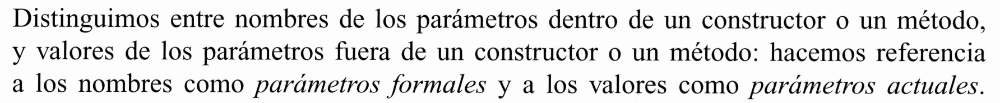 Distinguimos entre nombres de los parámetros dentro de un constructor o un método,
y valores de los parámetros fuera de un constructor o un método: hacemos referencia
a los nombres como parámetros formales y a los valores como parámetros actuales.